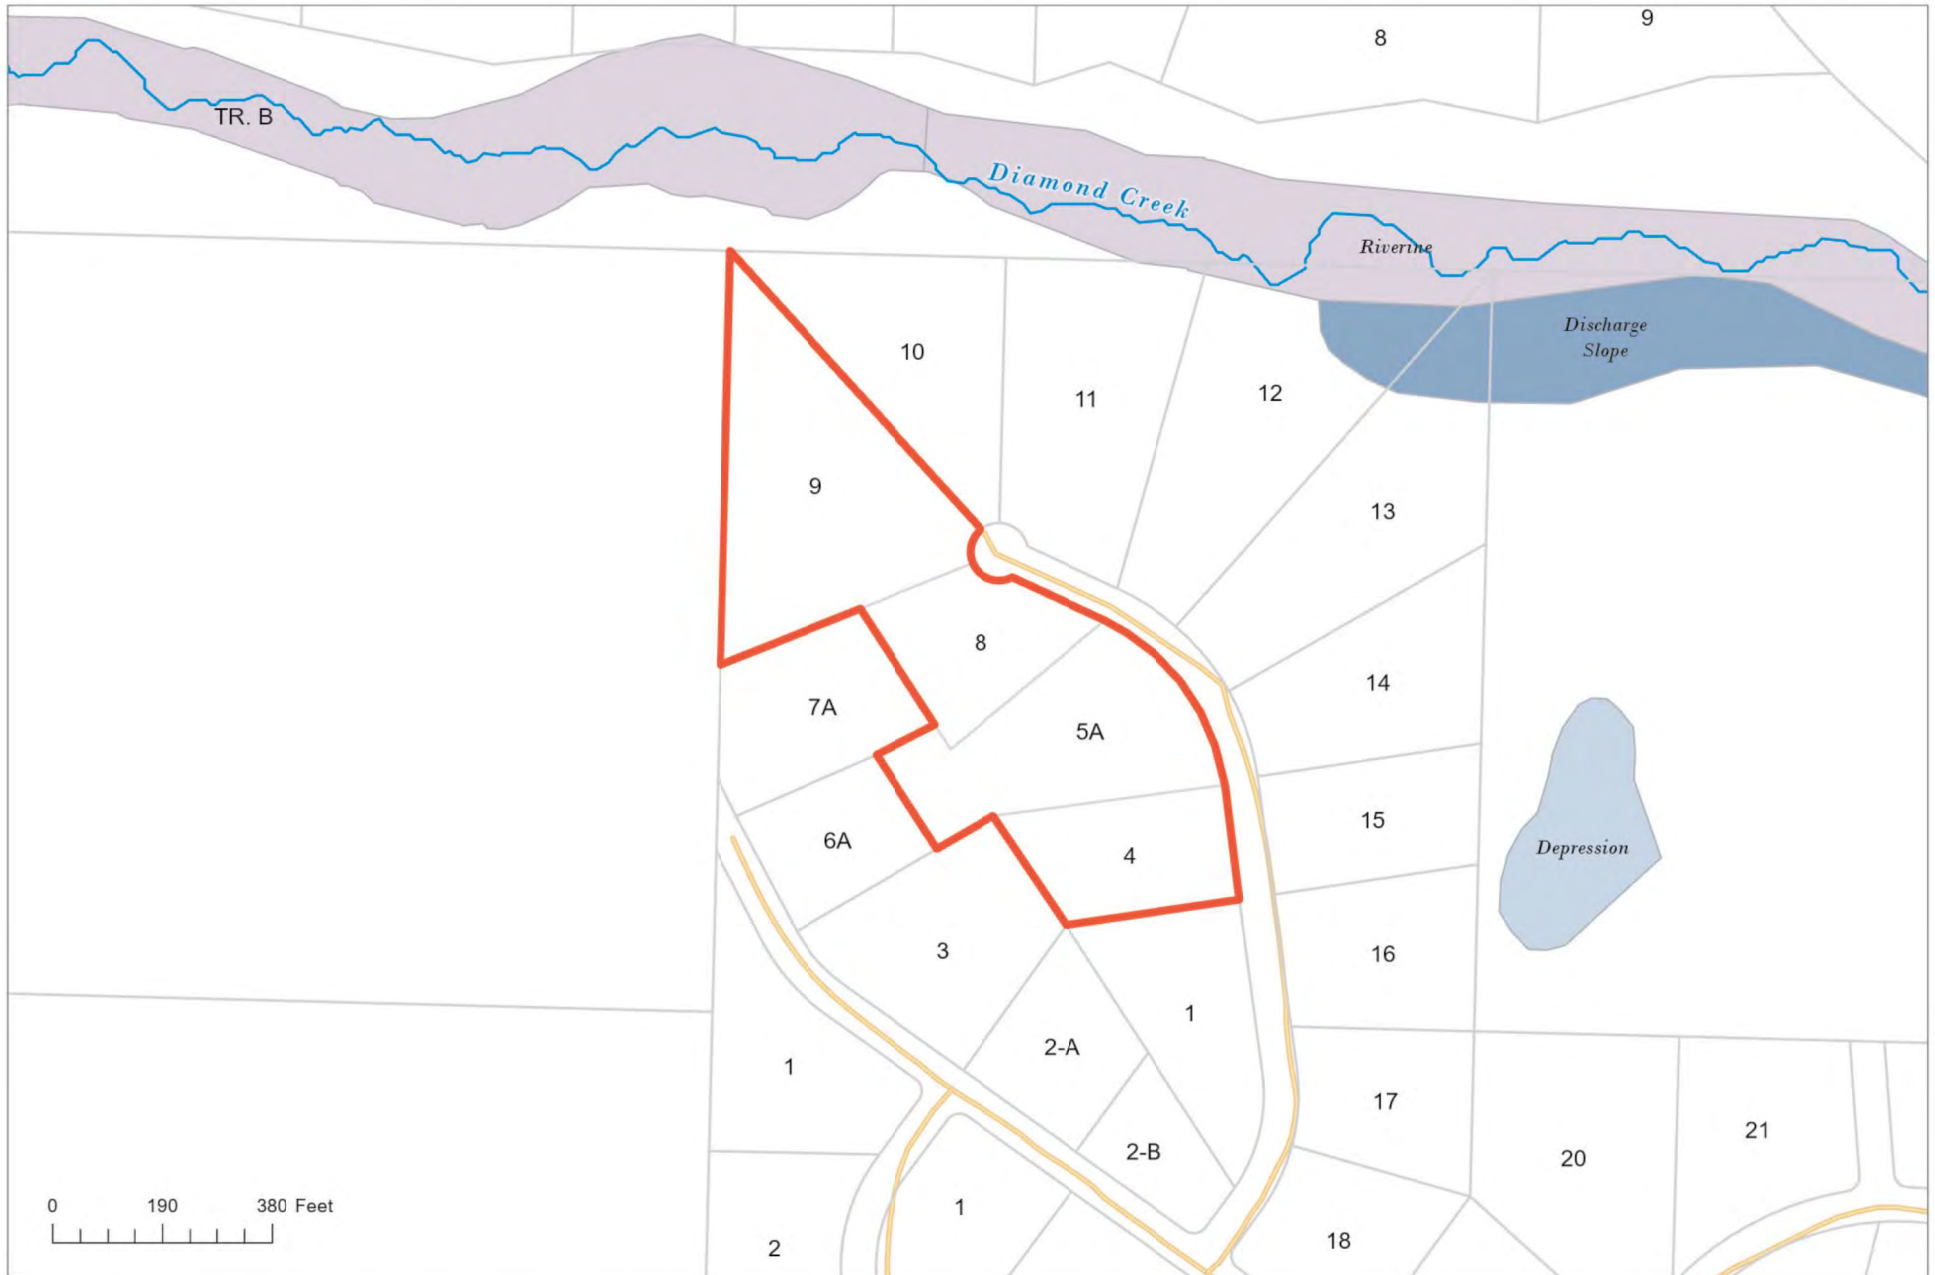 9
8
TR. B
Diamond Creek
Riverine
Discharge
Slope
10
11
12
9
13
8
14
7A
5A
15
6A
4
Depression
3
16
1
2-A
1
17
21
2-B
20
0 190 380 Feet
1
18
2